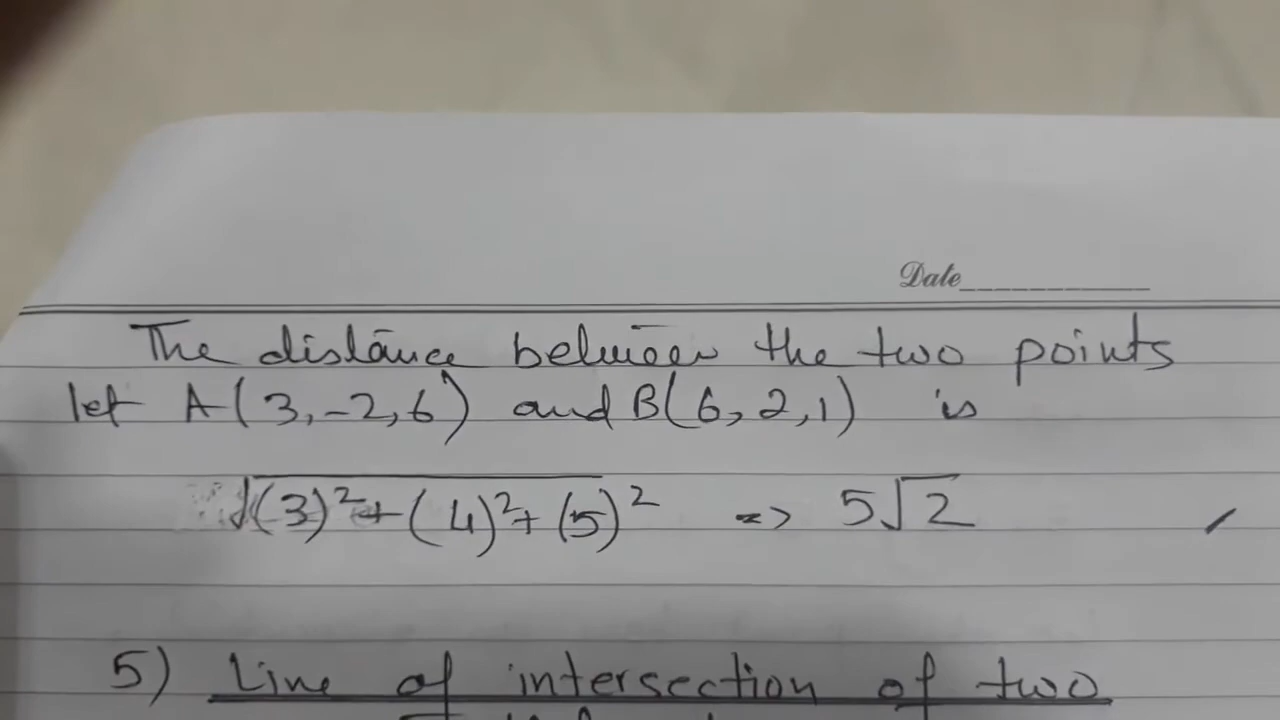 Date
The distance between the two points
let A(3,-2,6) and B(6,2,1) is
√(3)²+(4)²+(5)² => 5√2
5) Line of intersection of two